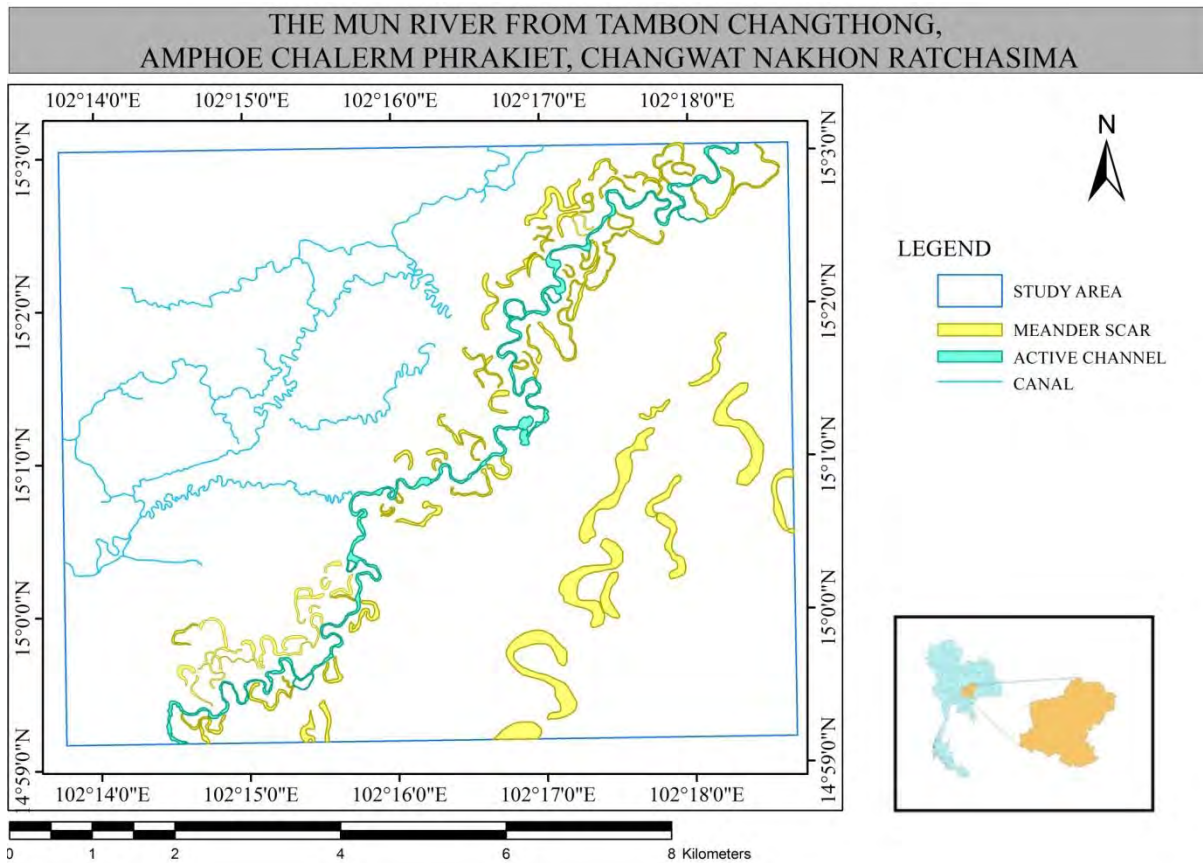 THE MUN RIVER FROM TAMBON CHANGTHONG,
AMPHOE CHALERM PHRAKIET, CHANGWAT NAKHON RATCHASIMA
102°14'0"E 102°15'0"E 102°16'0"E 102°17'0"E 102°18'0"E
15°3'0"N
15°2'0"N
15°1'0"N
15°0'0"N
14°59'0"N
15°3'0"N
15°2'0"N
15°1'0"N
15°0'0"N
14°59'0"N
102°14'0"E 102°15'0"E 102°16'0"E 102°17'0"E 102°18'0"E
0 1 2 4 6 8 Kilometers
N
LEGEND
STUDY AREA
MEANDER SCAR
ACTIVE CHANNEL
CANAL